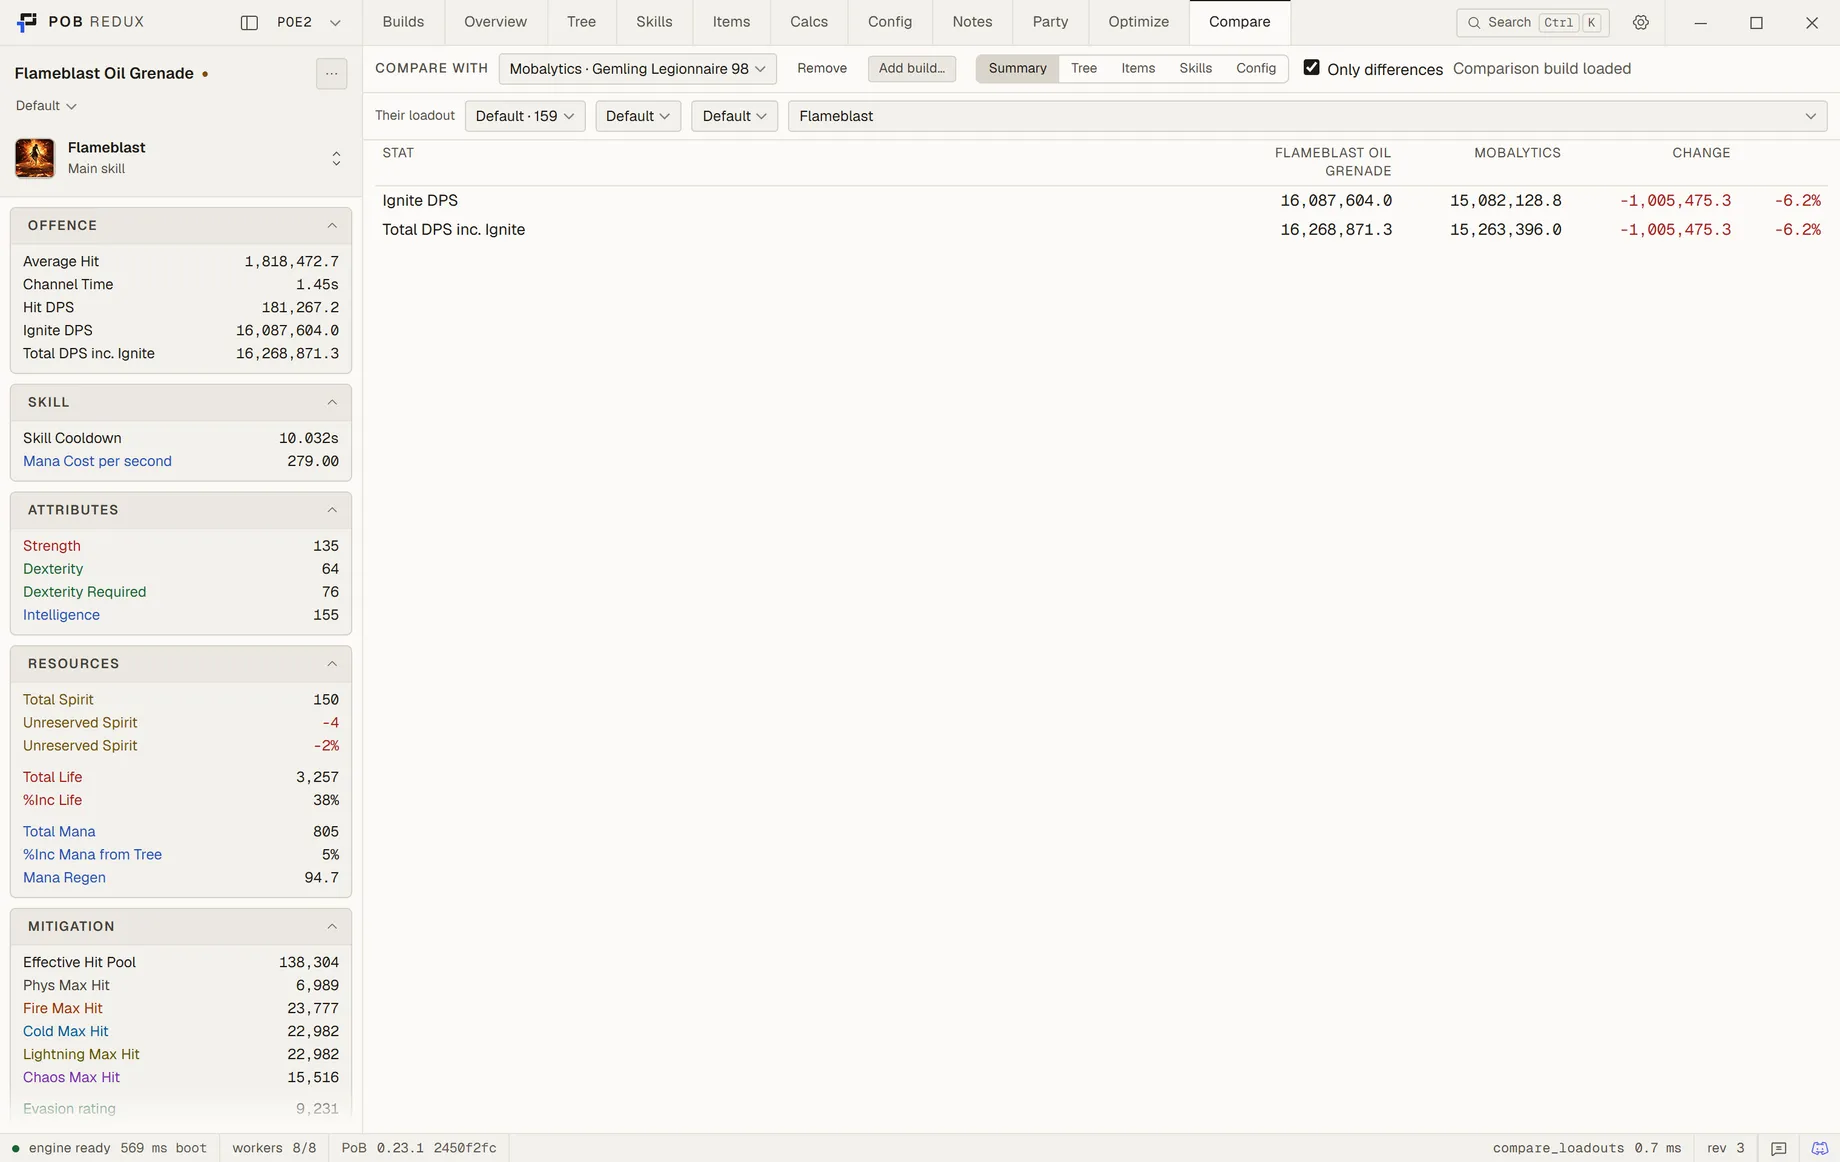 POB REDUX
POE2
Builds
Overview
Tree
Skills
Items
Calcs
Config
Notes
Party
Optimize
Compare
Search Ctrl K
Flameblast Oil Grenade
...
Default
Flameblast
Main skill
COMPARE WITH
Mobalytics · Gemling Legionnaire 98
Remove
Add build...
Summary
Tree
Items
Skills
Config
Only differences
Comparison build loaded
Their loadout
Default · 159
Default
Default
Flameblast
STAT
FLAMEBLAST OIL GRENADE
MOBALYTICS
CHANGE
Ignite DPS 16,087,604.0 15,082,128.8 -1,005,475.3 -6.2%
Total DPS inc. Ignite 16,268,871.3 15,263,396.0 -1,005,475.3 -6.2%
OFFENCE
Average Hit 1,818,472.7
Channel Time 1.45s
Hit DPS 181,267.2
Ignite DPS 16,087,604.0
Total DPS inc. Ignite 16,268,871.3
SKILL
Skill Cooldown 10.032s
Mana Cost per second 279.00
ATTRIBUTES
Strength 135
Dexterity 64
Dexterity Required 76
Intelligence 155
RESOURCES
Total Spirit 150
Unreserved Spirit -4
Unreserved Spirit -2%
Total Life 3,257
%Inc Life 38%
Total Mana 805
%Inc Mana from Tree 5%
Mana Regen 94.7
MITIGATION
Effective Hit Pool 138,304
Phys Max Hit 6,989
Fire Max Hit 23,777
Cold Max Hit 22,982
Lightning Max Hit 22,982
Chaos Max Hit 15,516
Evasion rating 9,231
engine ready 569 ms boot
workers 8/8
PoB 0.23.1 2450f2fc
compare_loadouts 0.7 ms
rev 3